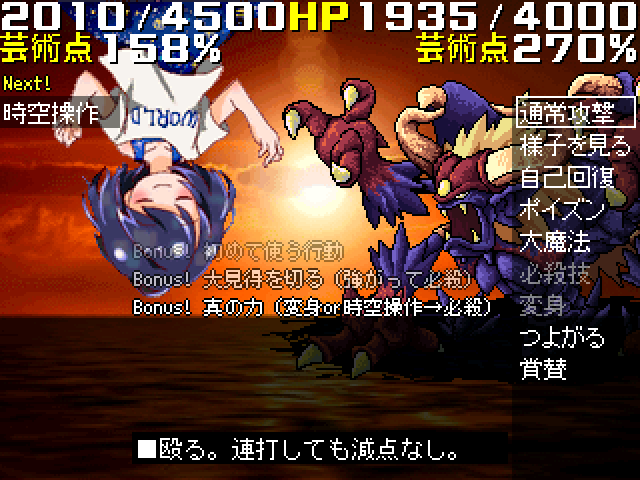 2010/4500HP1935/4000
芸術点158% 芸術点270%
Next!
時空操作
WORLD
通常攻撃
様子を見る
自己回復
ポイズン
大魔法
必殺技
変身
つよがる
賞賛
Bonus! 初めて使う行動
Bonus! 大見得を切る（強がって必殺）
Bonus! 真の力（変身or時空操作→必殺）
■殴る。連打しても減点なし。